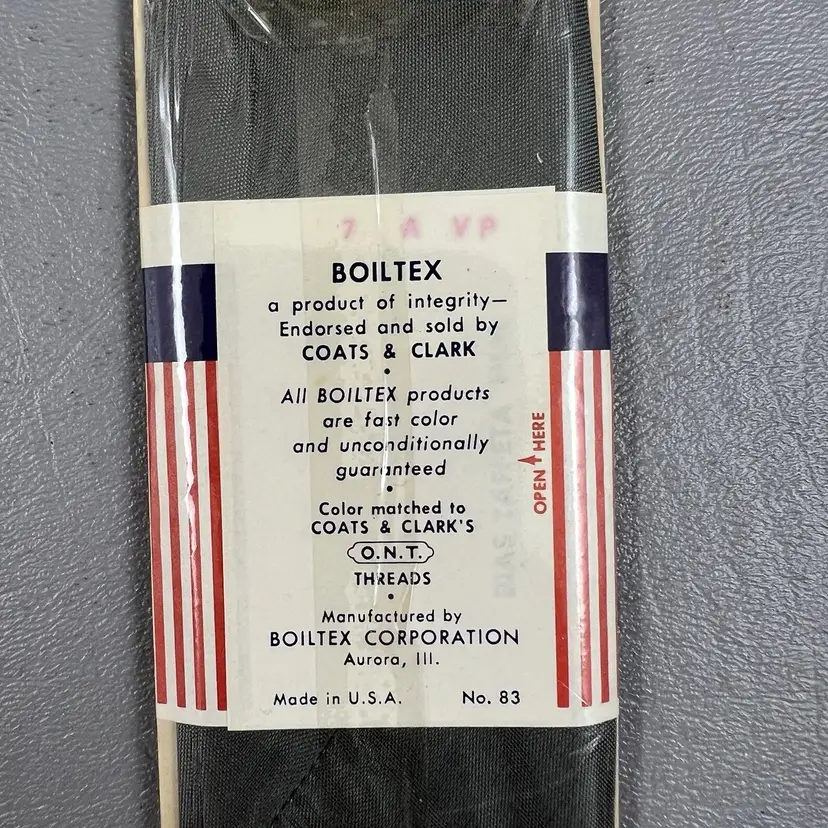 7 A VP
BOILTEX
a product of integrity—
Endorsed and sold by
COATS & CLARK
•
All BOILTEX products
are fast color
and unconditionally
guaranteed
•
Color matched to
COATS & CLARK'S
O.N.T.
THREADS
•
Manufactured by
BOILTEX CORPORATION
Aurora, Ill.
Made in U.S.A. No. 83
OPEN HERE